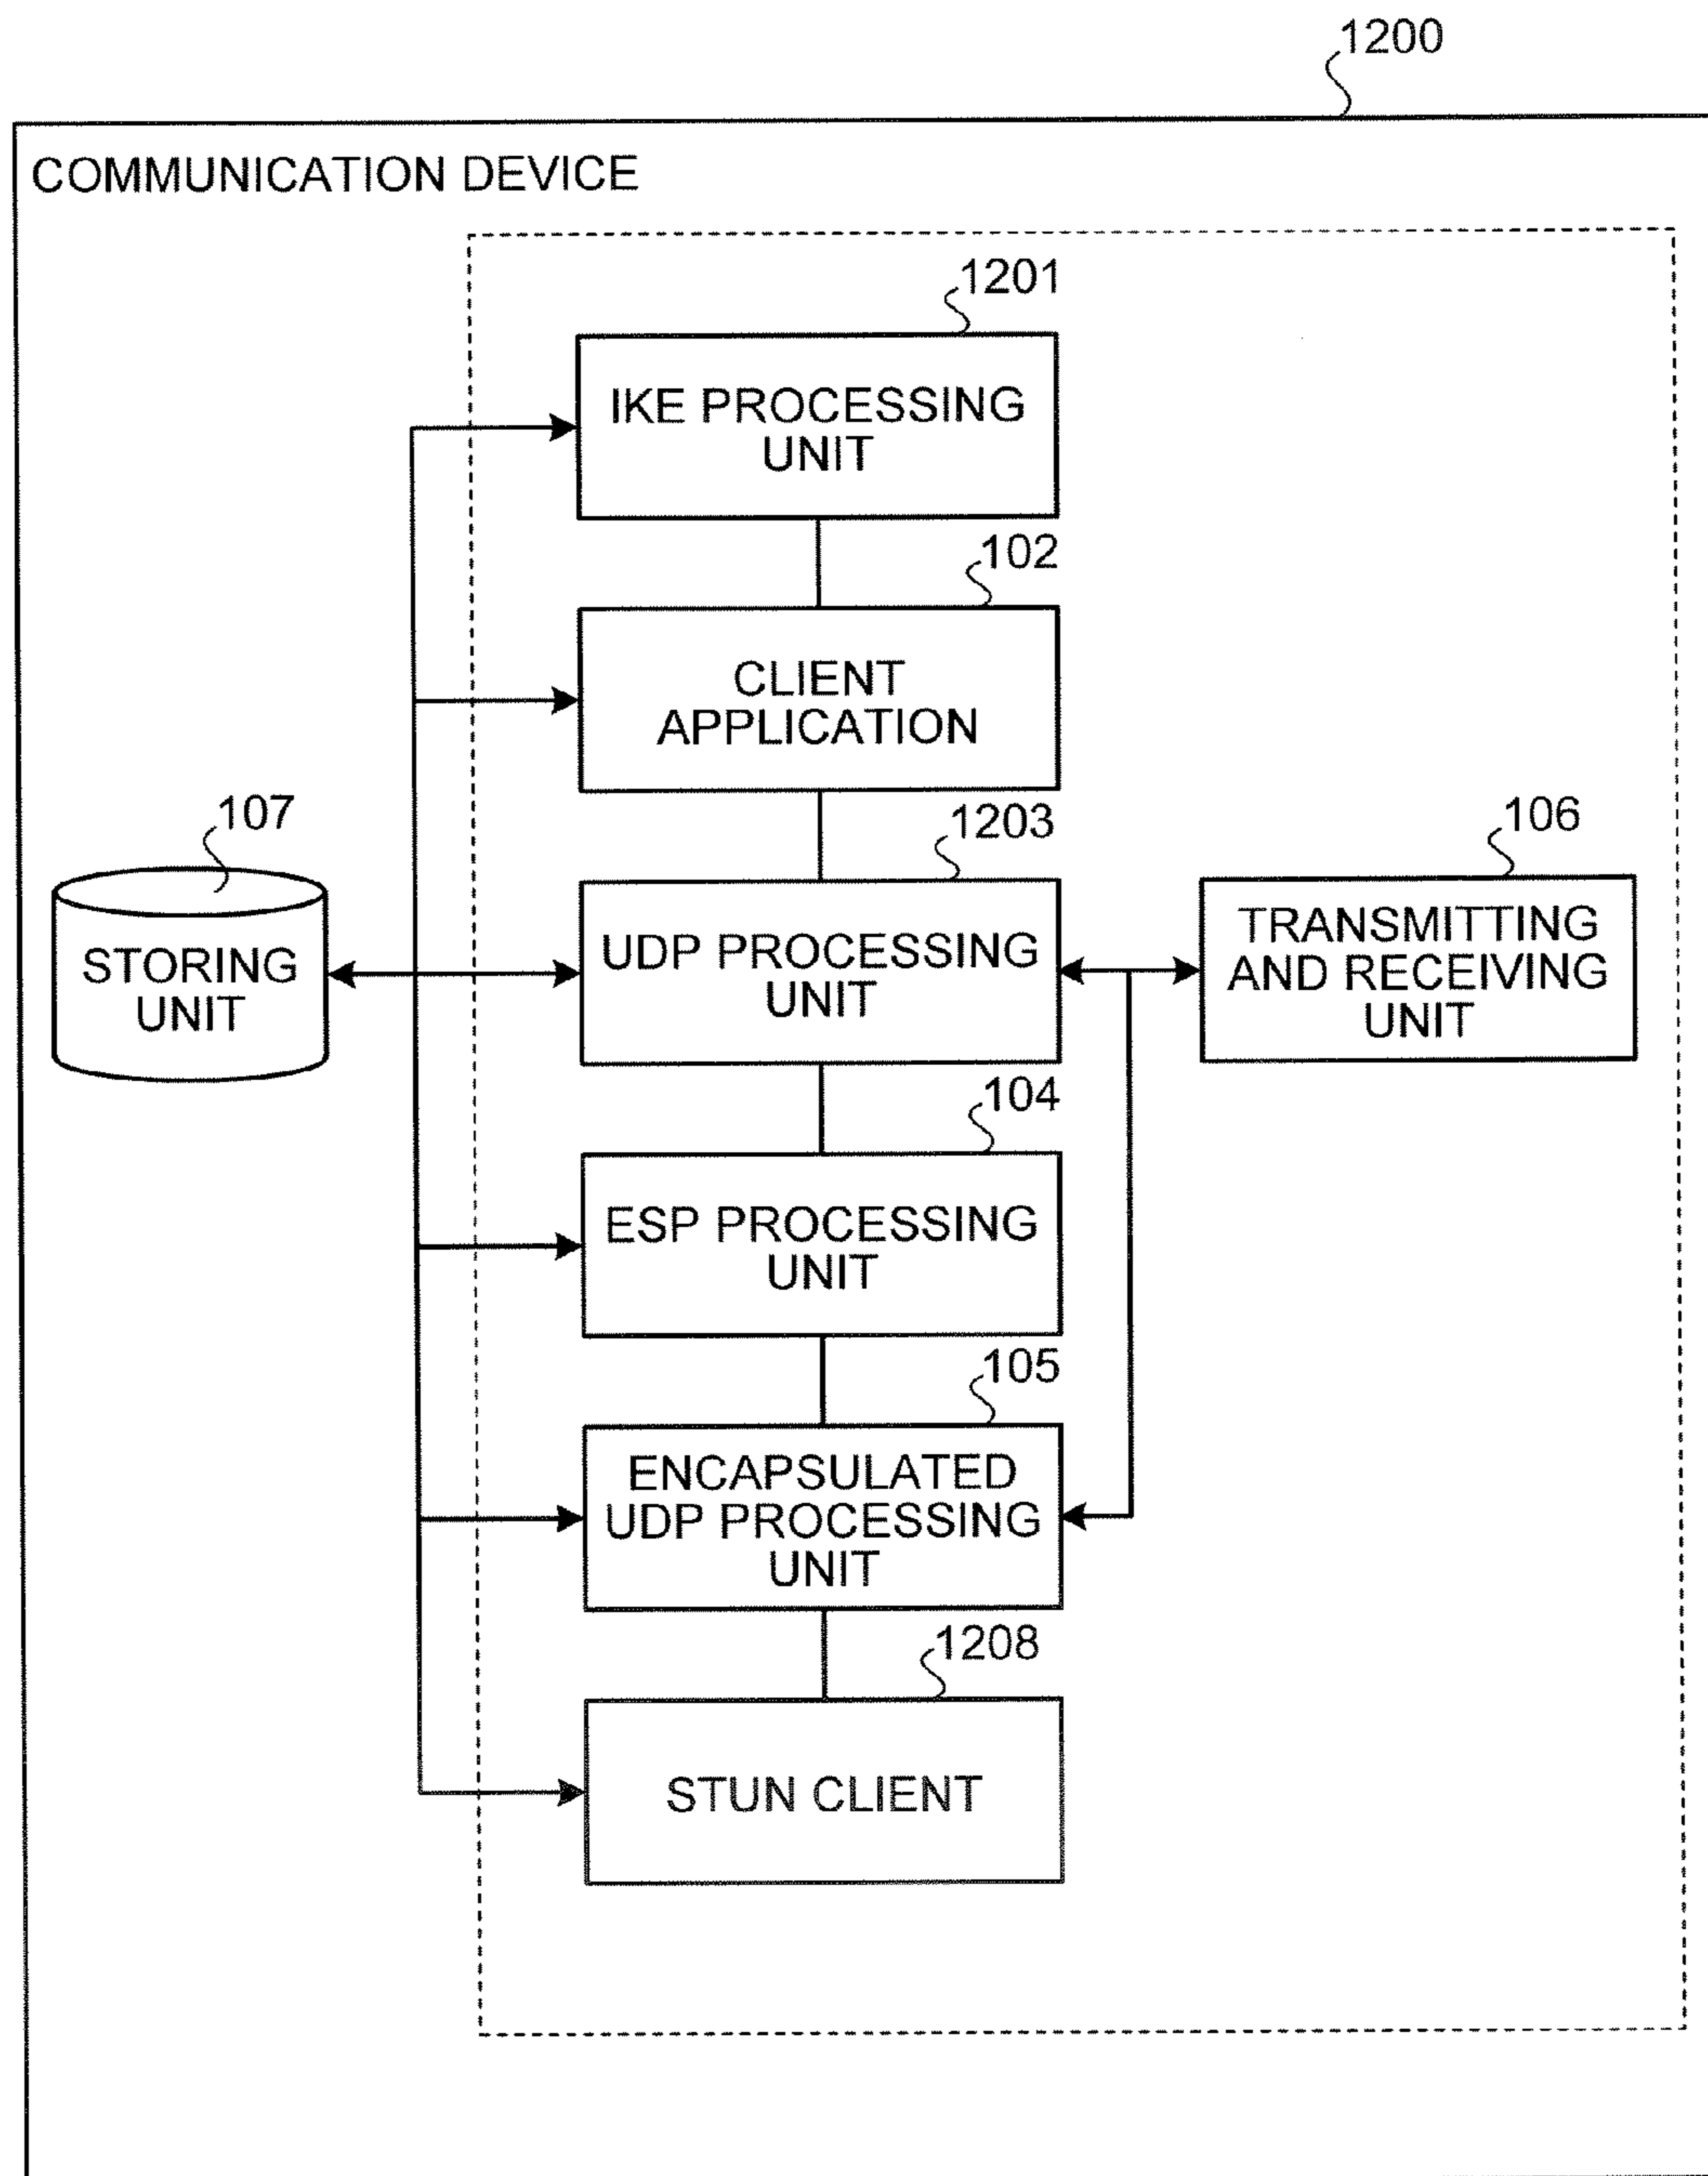 1200
COMMUNICATION DEVICE
1201
IKE PROCESSING
UNIT
102
CLIENT
APPLICATION
107
STORING
UNIT
1203
UDP PROCESSING
UNIT
106
TRANSMITTING
AND RECEIVING
UNIT
104
ESP PROCESSING
UNIT
105
ENCAPSULATED
UDP PROCESSING
UNIT
1208
STUN CLIENT